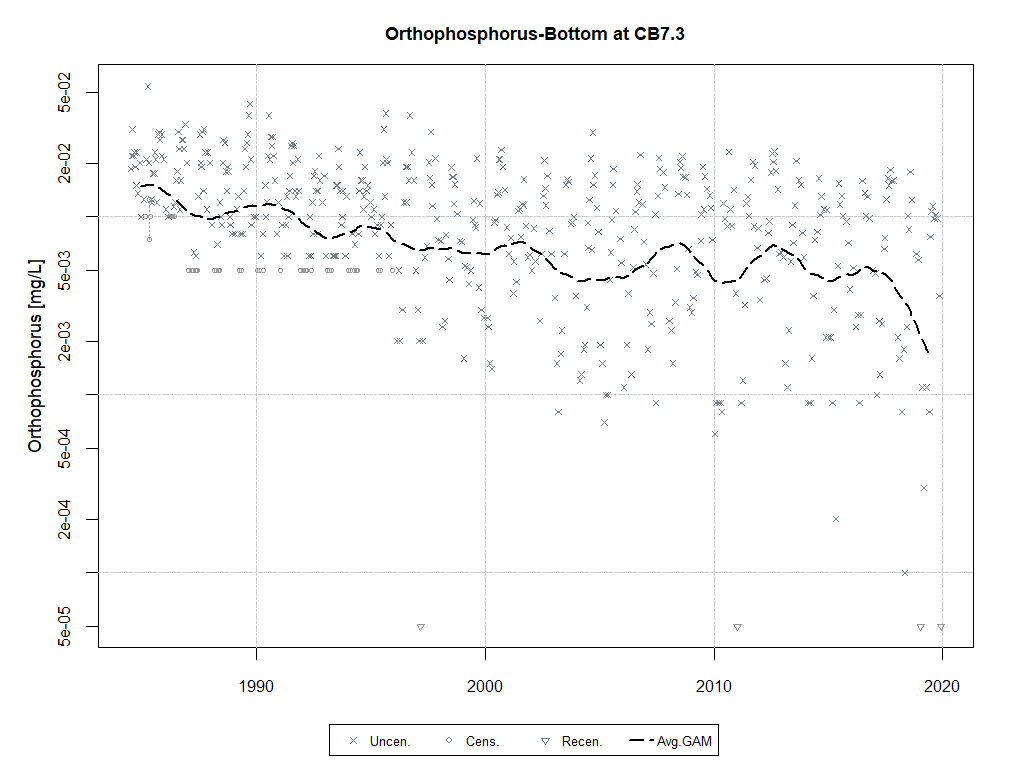 Orthophosphorus-Bottom at CB7.3
Orthophosphorus [mg/L]
5e-02
2e-02
5e-03
2e-03
5e-04
2e-04
5e-05
1990 2000 2010 2020
Uncen. Cens. Recen. Avg.GAM